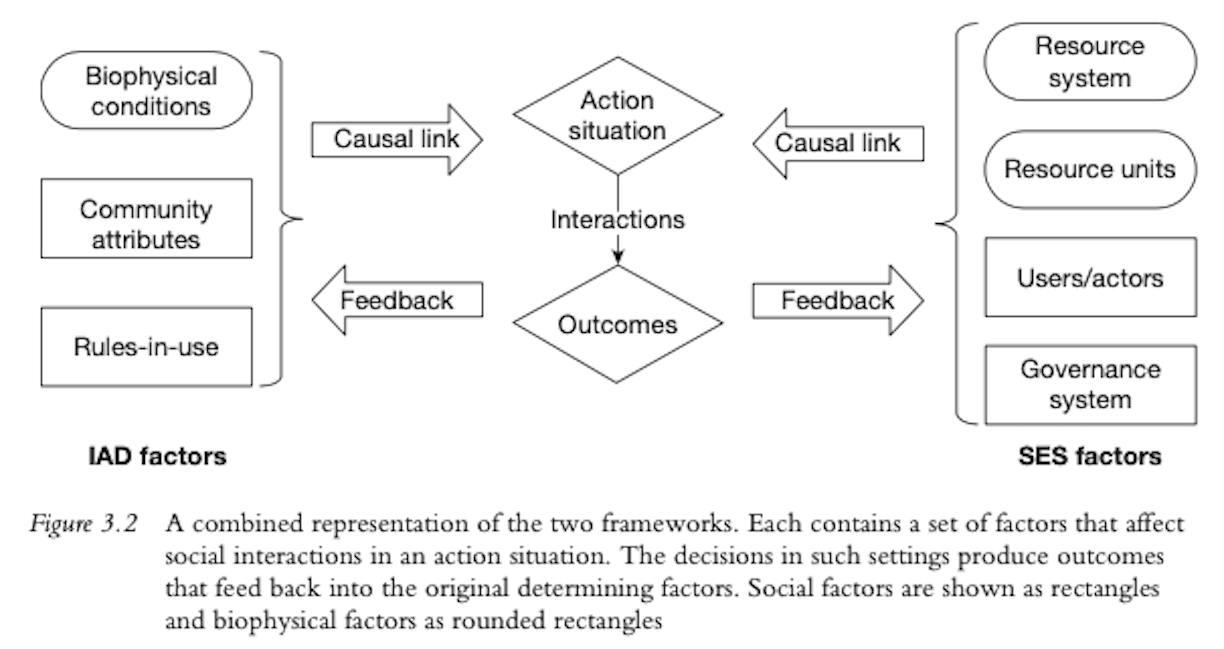 Biophysical
conditions
Community
attributes
Rules-in-use
IAD factors
Causal link
Feedback
Action
situation
Interactions
Outcomes
Causal link
Feedback
Resource
system
Resource units
Users/actors
Governance
system
SES factors
Figure 3.2 A combined representation of the two frameworks. Each contains a set of factors that affect
social interactions in an action situation. The decisions in such settings produce outcomes
that feed back into the original determining factors. Social factors are shown as rectangles
and biophysical factors as rounded rectangles